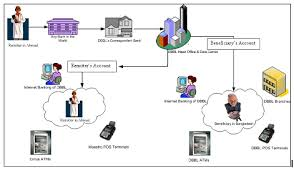 Remitter in Abroad
Any Bank in the
World
DBBL's Correspondent Bank
DBBL Head Office & Data Center
Beneficiary's Account
Remitter's Account
Internet Banking of DBBL
Internet Banking of DBBL
DBBL Branches
Remitter in Abroad
Beneficiary in Bangladesh
Cirrus ATMs
Maestro POS Terminals
DBBL ATMs
DBBL POS Terminals